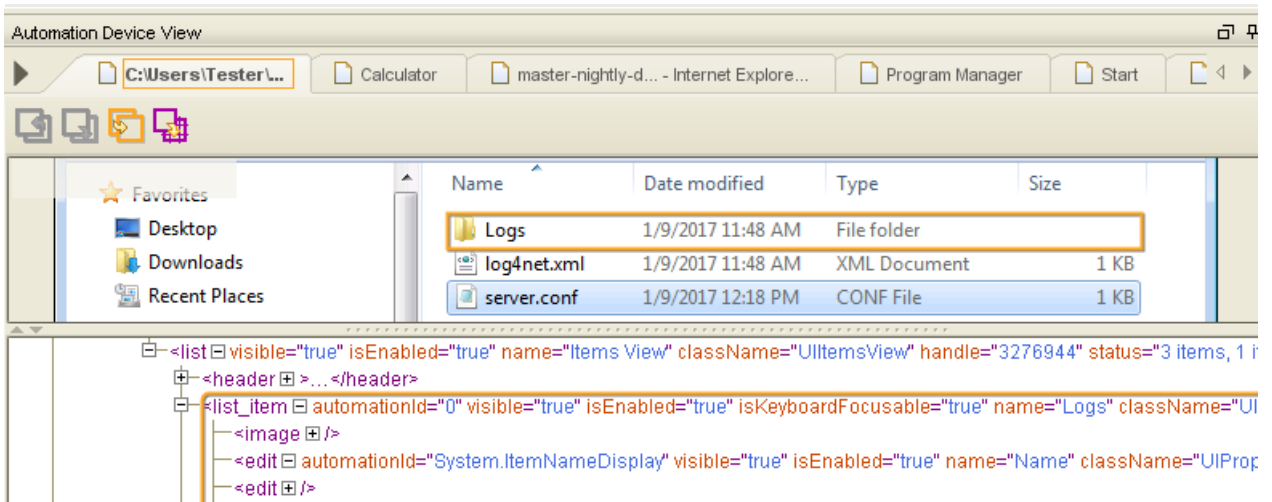 Automation Device View
C:\Users\Tester\... Calculator master-nightly-d... - Internet Explore... Program Manager Start
Favorites
Desktop
Downloads
Recent Places
Name Date modified Type Size
Logs 1/9/2017 11:48 AM File folder
log4net.xml 1/9/2017 11:48 AM XML Document 1 KB
server.conf 1/9/2017 12:18 PM CONF File 1 KB
<list visible="true" isEnabled="true" name="Items View" className="UIItemsView" handle="3276944" status="3 items, 1 i
<header >...</header>
<list_item automationId="0" visible="true" isEnabled="true" isKeyboardFocusable="true" name="Logs" className="UI
<image />
<edit automationId="System.ItemNameDisplay" visible="true" isEnabled="true" name="Name" className="UIProp
<edit />